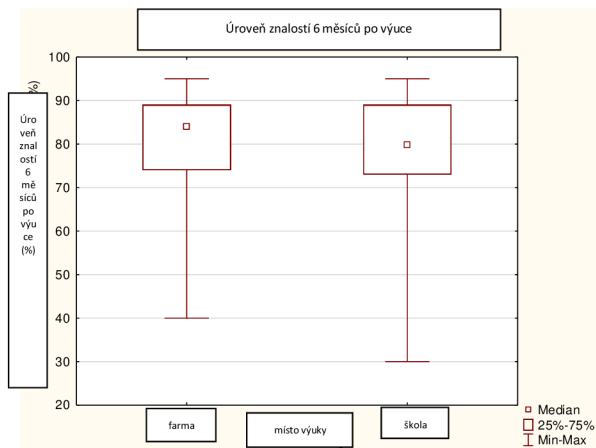 Úroveň znalostí 6 měsíců po výuce
100
90
80
70
60
50
40
30
20
%)
Úro
veň
znal
ostí
6
mě
síců
po
výu
ce
(%)
farma
místo výuky
škola
Median
25%-75%
Min-Max